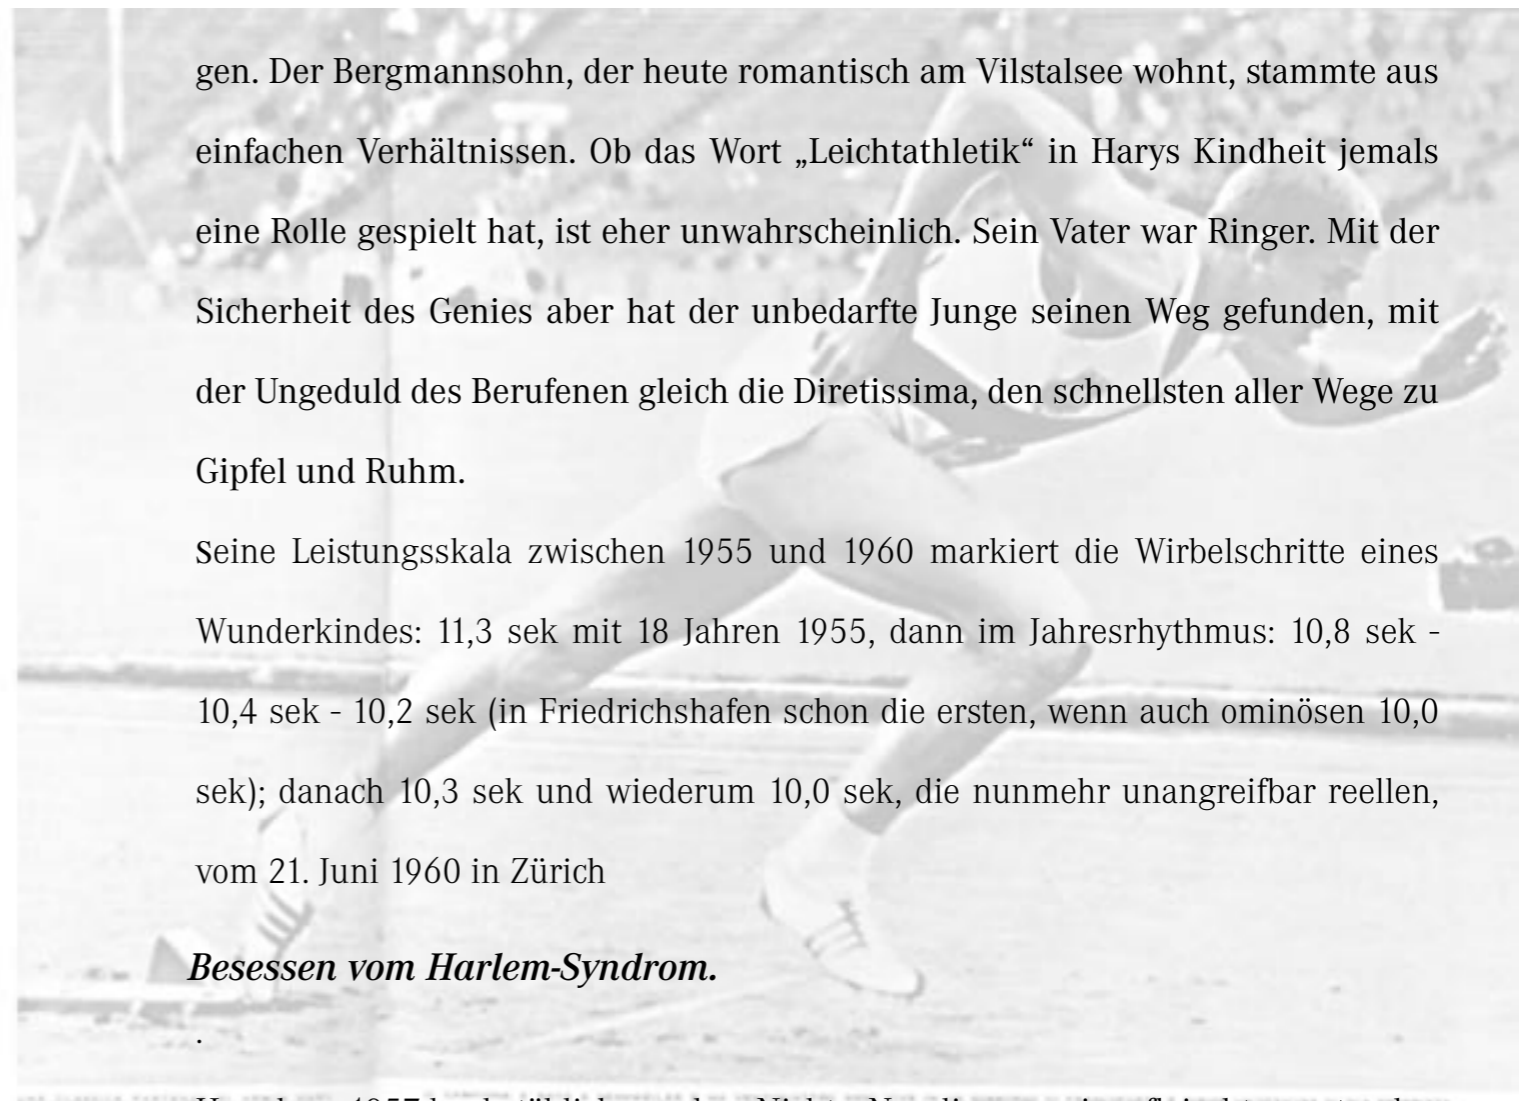 gen. Der Bergmannsohn, der heute romantisch am Vilstalsee wohnt, stammte aus
einfachen Verhältnissen. Ob das Wort „Leichtathletik“ in Harys Kindheit jemals
eine Rolle gespielt hat, ist eher unwahrscheinlich. Sein Vater war Ringer. Mit der
Sicherheit des Genies aber hat der unbedarfte Junge seinen Weg gefunden, mit
der Ungeduld des Berufenen gleich die Diretissima, den schnellsten aller Wege zu
Gipfel und Ruhm.
Seine Leistungsskala zwischen 1955 und 1960 markiert die Wirbelschritte eines
Wunderkindes: 11,3 sek mit 18 Jahren 1955, dann im Jahresrhythmus: 10,8 sek -
10,4 sek - 10,2 sek (in Friedrichshafen schon die ersten, wenn auch ominösen 10,0
sek); danach 10,3 sek und wiederum 10,0 sek, die nunmehr unangreifbar reellen,
vom 21. Juni 1960 in Zürich
Besessen vom Harlem-Syndrom.
.
1957